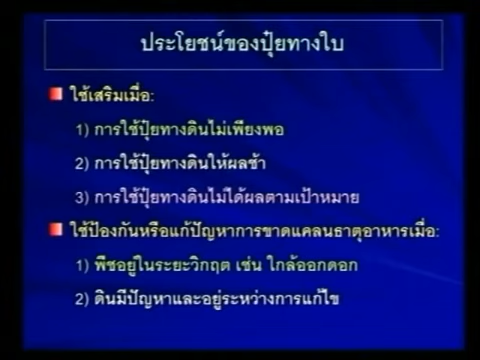 ประโยชน์ของปุ๋ยทางใบ
ใช้เสริมเมื่อ:
1) การใช้ปุ๋ยทางดินไม่เพียงพอ
2) การใช้ปุ๋ยทางดินให้ผลช้า
3) การใช้ปุ๋ยทางดินไม่ได้ผลตามเป้าหมาย
ใช้ป้องกันหรือแก้ปัญหาการขาดแคลนธาตุอาหารเมื่อ:
1) พืชอยู่ในระยะวิกฤต เช่น ใกล้ออกดอก
2) ดินมีปัญหาและอยู่ระหว่างการแก้ไข